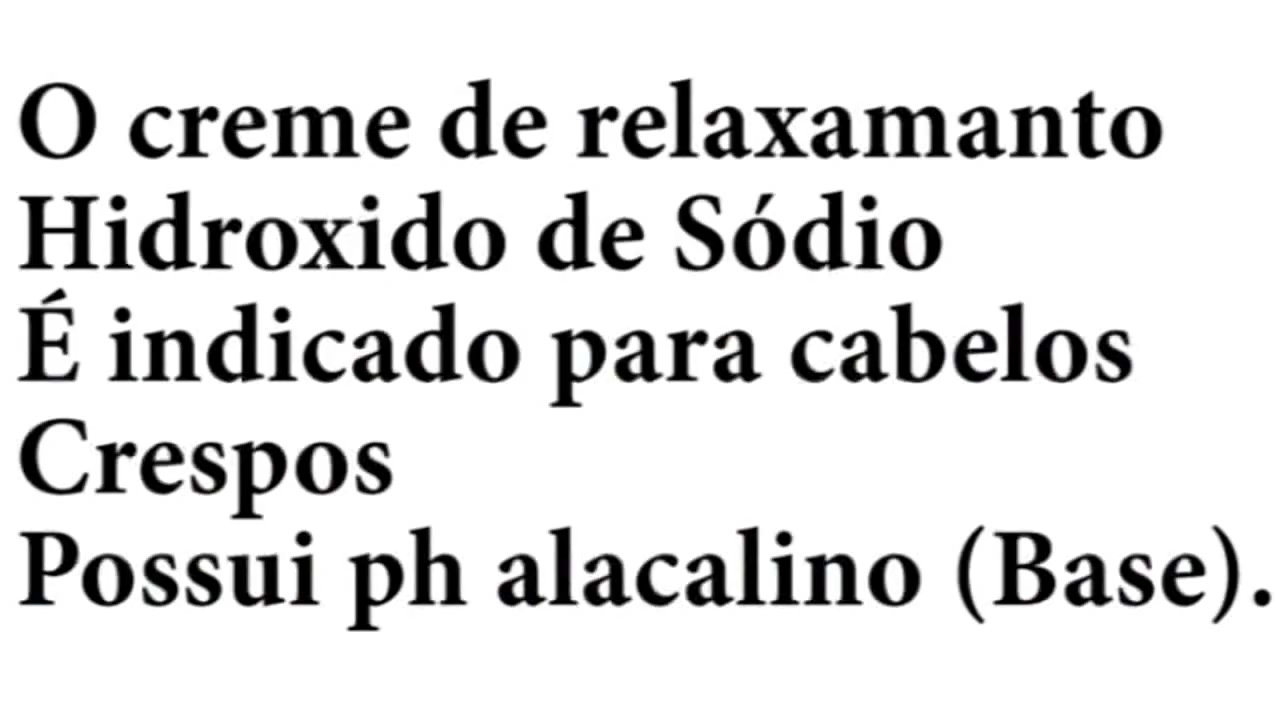 O creme de relaxamanto
Hidroxido de Sódio
É indicado para cabelos
Crespos
Possui ph alacalino (Base).